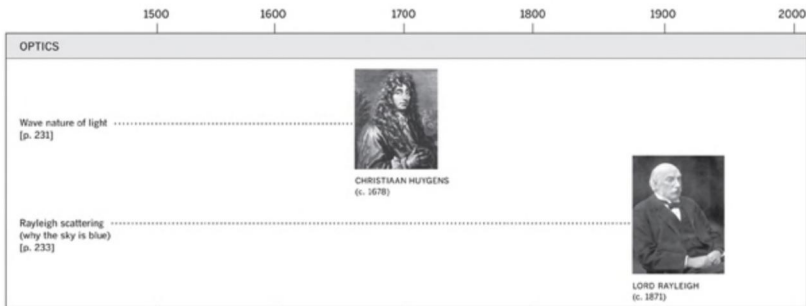 1500 1600 1700 1800 1900 2000
OPTICS
Wave nature of light
[p. 231]
CHRISTIAAN HUYGENS
(c. 1678)
Rayleigh scattering
(why the sky is blue)
[p. 233]
LORD RAYLEIGH
(c. 1871)